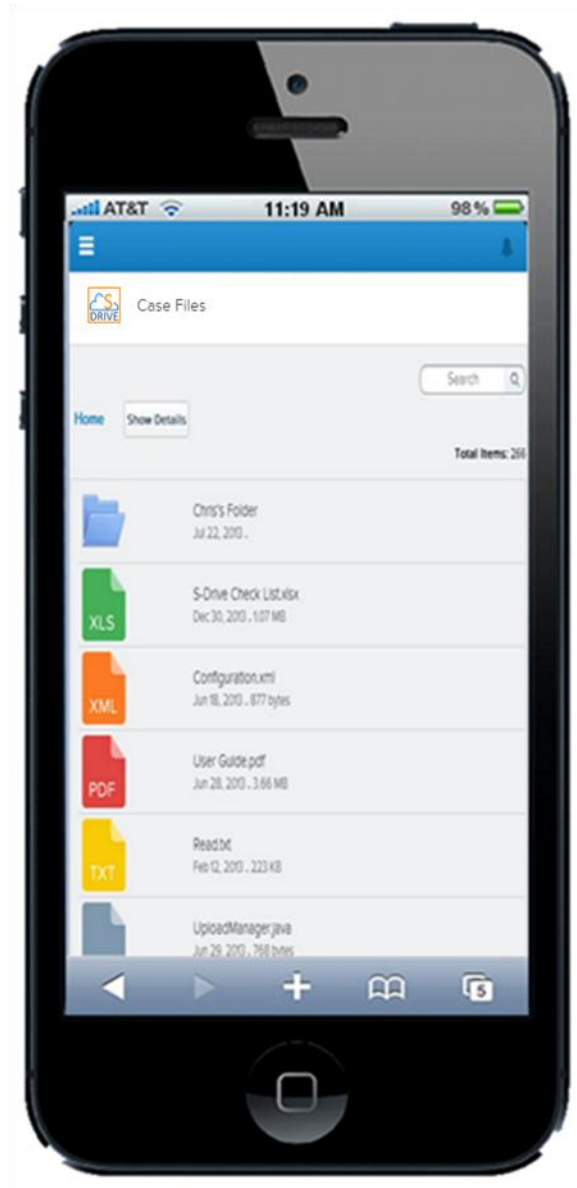 AT&T 11:19 AM 98%
S
DRIVE
Case Files
Search
Home Show Details
Total Items: 266
Chris's Folder
Jul 22, 2013 .
XLS
S-Drive Check List.xlsx
Dec 30, 2013 . 1.07 MB
XML
Configuration.xml
Jun 18, 2013 . 877 bytes
PDF
User Guide.pdf
Jun 28, 2013 . 3.66 MB
TXT
Read.txt
Feb 12, 2013 . 223 KB
UploadManager.java
Jun 29, 2013 . 768 bytes
5